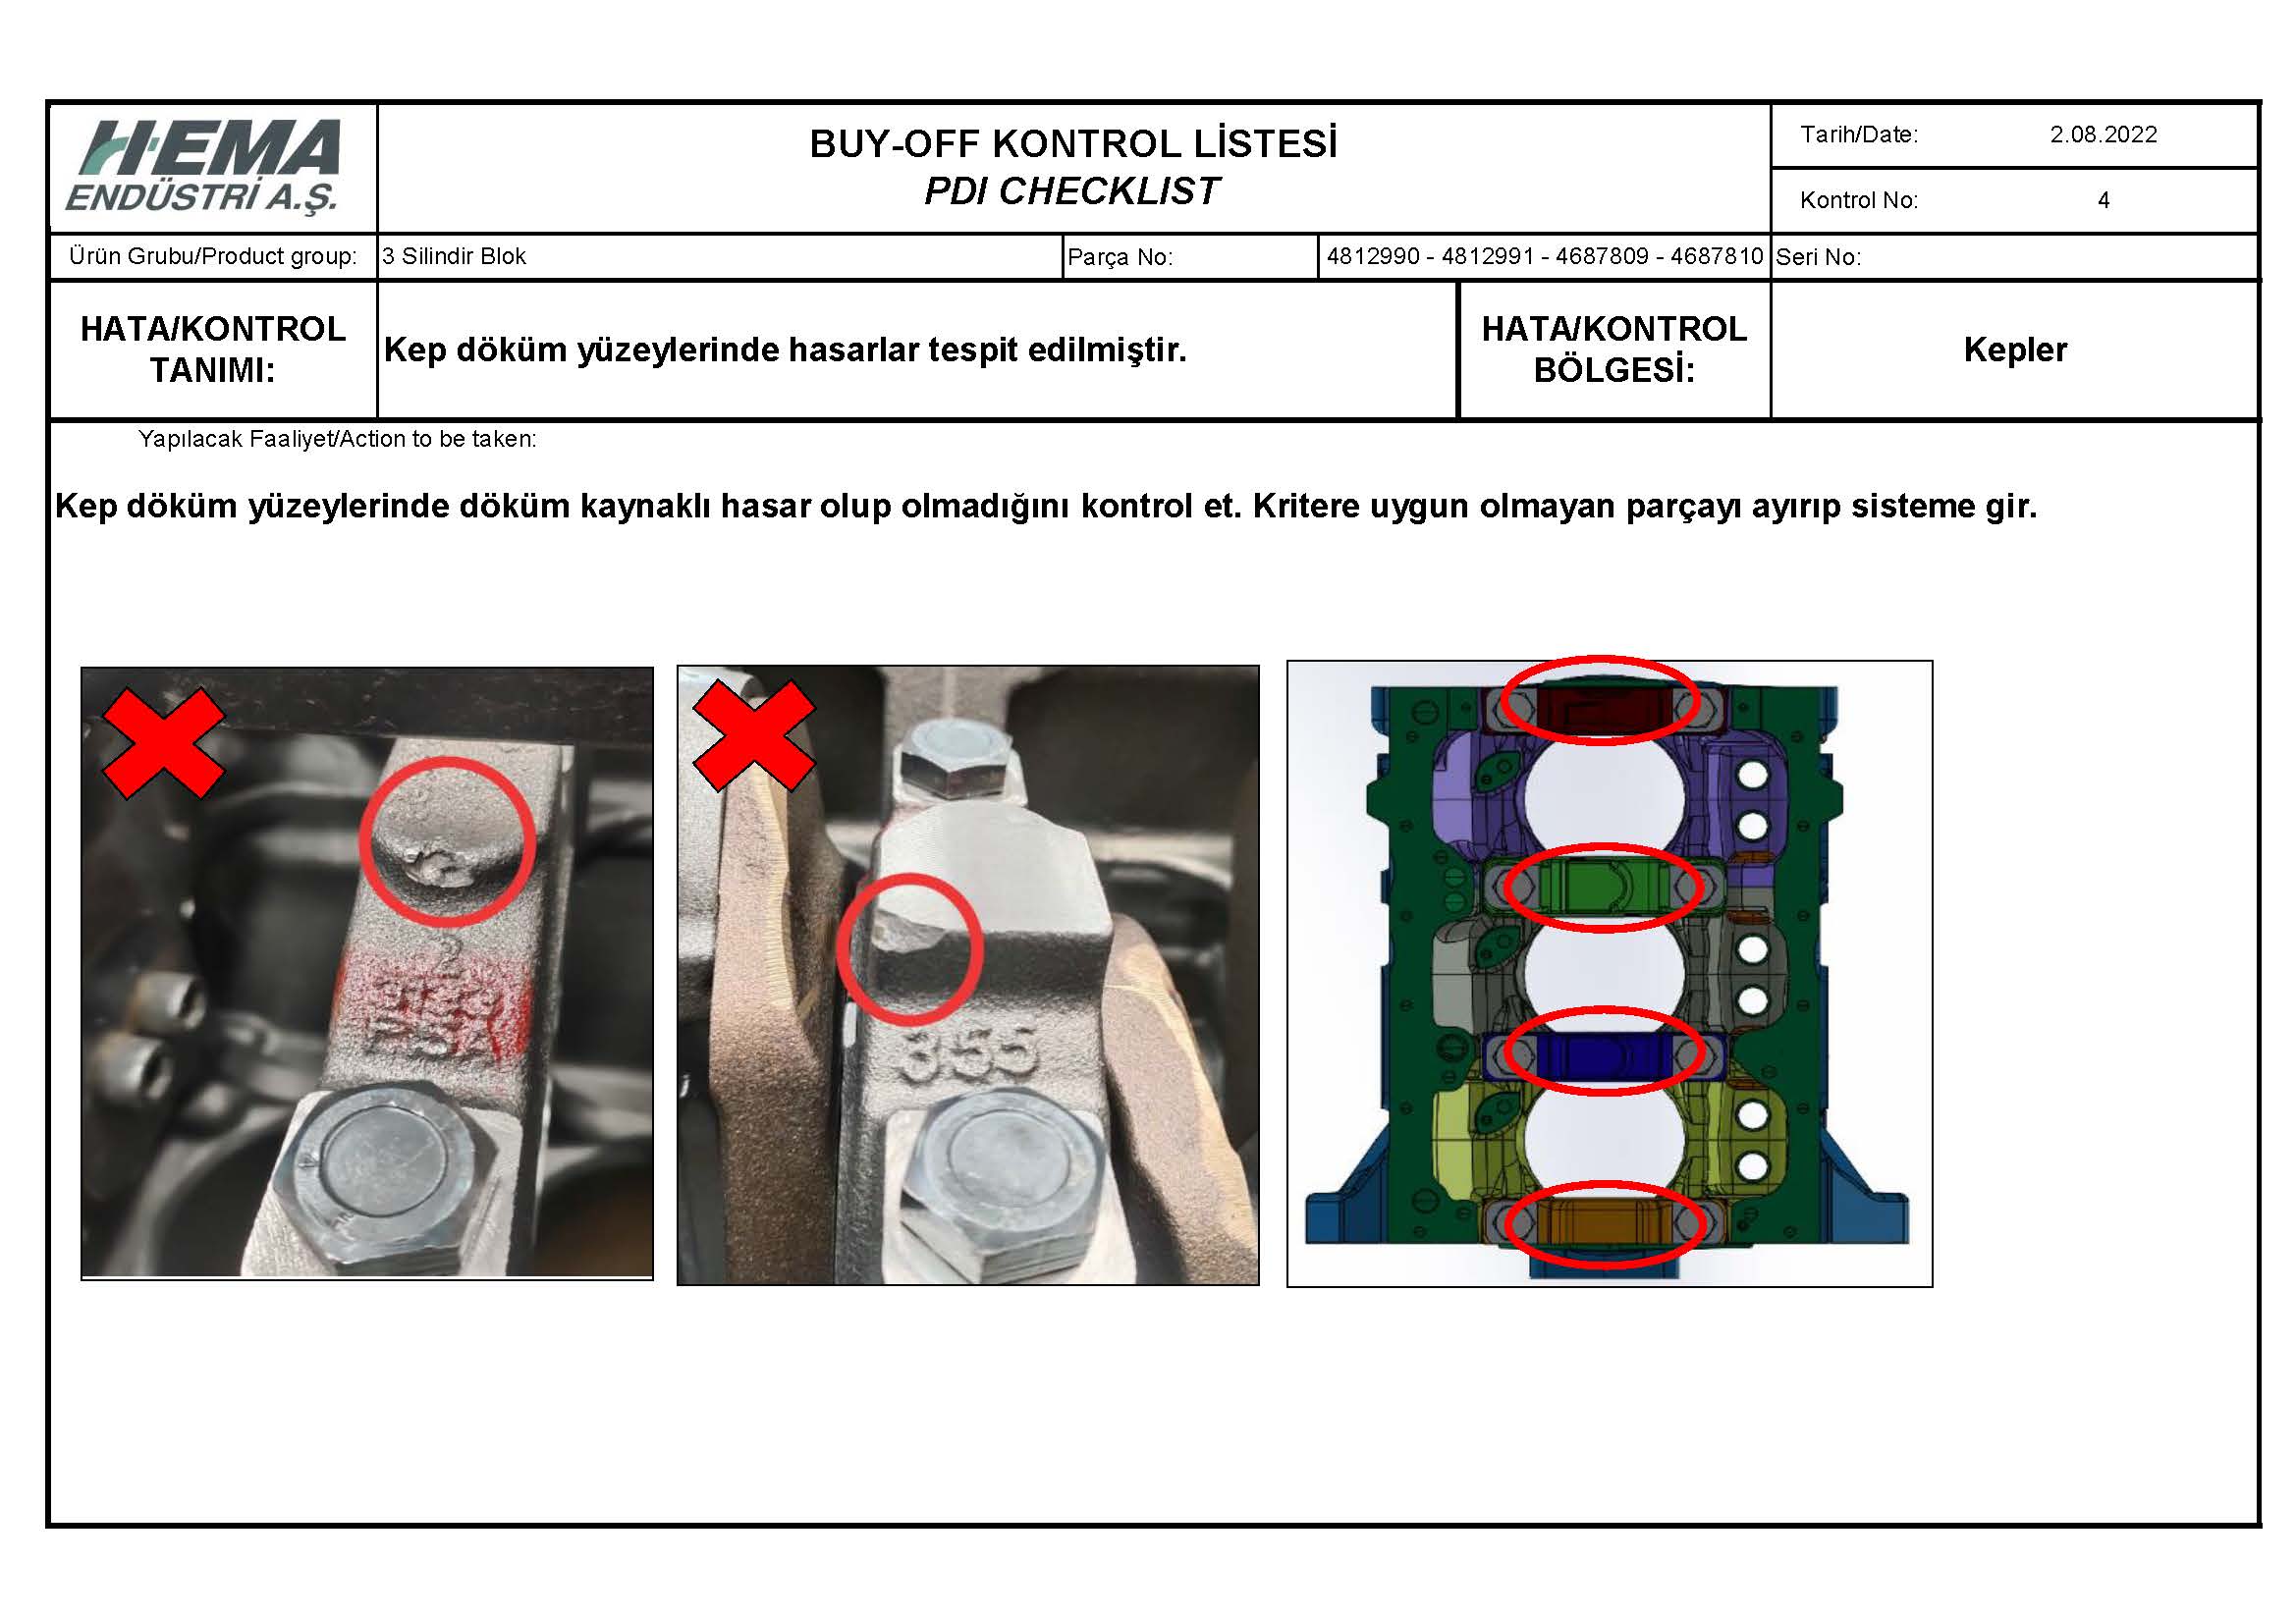 HEMA
ENDÜSTRİ A.Ş.
BUY-OFF KONTROL LİSTESİ
PDI CHECKLIST
Tarih/Date: 2.08.2022
Kontrol No: 4
Ürün Grubu/Product group: 3 Silindir Blok Parça No: 4812990 - 4812991 - 4687809 - 4687810 Seri No:
HATA/KONTROL
TANIMI:
Kep döküm yüzeylerinde hasarlar tespit edilmiştir.
HATA/KONTROL
BÖLGESİ:
Kepler
Yapılacak Faaliyet/Action to be taken:
Kep döküm yüzeylerinde döküm kaynaklı hasar olup olmadığını kontrol et. Kritere uygun olmayan parçayı ayırıp sisteme gir.
2
355